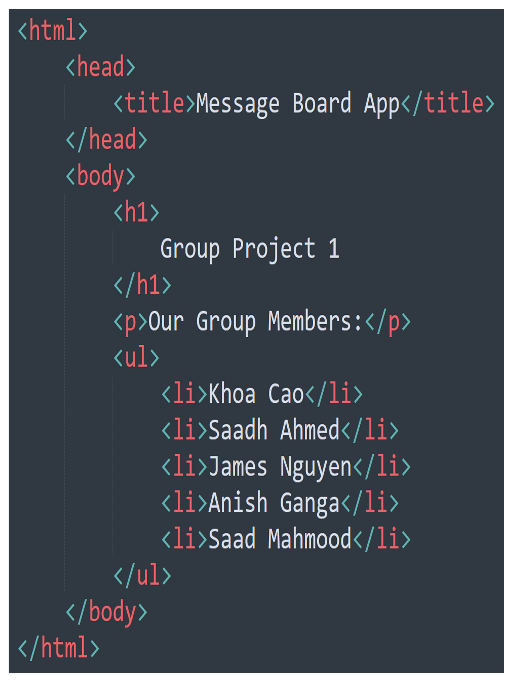 <html>
    <head>
        <title>Message Board App</title>
    </head>
    <body>
        <h1>
            Group Project 1
        </h1>
        <p>Our Group Members:</p>
        <ul>
            <li>Khoa Cao</li>
            <li>Saadh Ahmed</li>
            <li>James Nguyen</li>
            <li>Anish Ganga</li>
            <li>Saad Mahmood</li>
        </ul>
    </body>
</html>